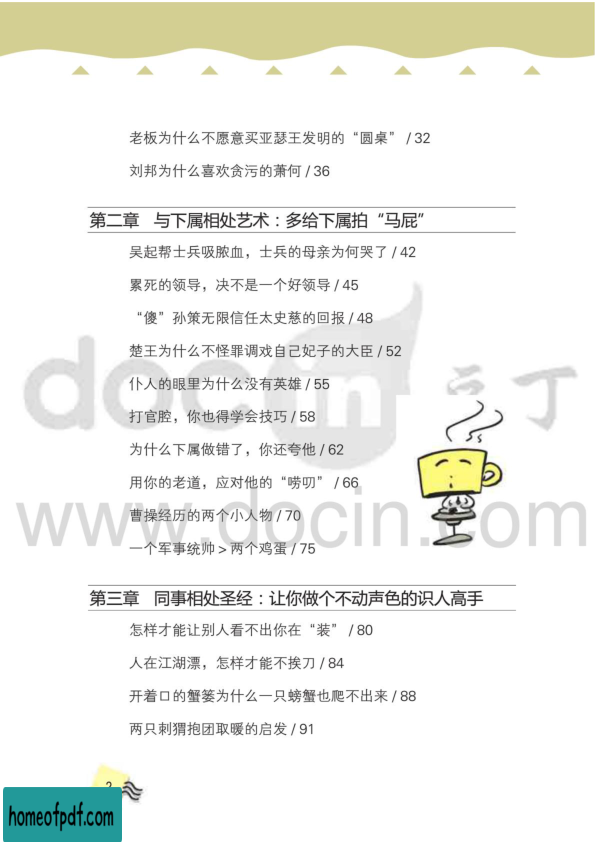 老板为什么不愿意买亚瑟王发明的“圆桌” / 32
刘邦为什么喜欢贪污的萧何 / 36
第二章 与下属相处艺术：多给下属拍“马屁”
吴起帮士兵吸脓血，士兵的母亲为何哭了 / 42
累死的领导，决不是一个好领导 / 45
“傻”孙策无限信任太史慈的回报 / 48
楚王为什么不怪罪调戏自己妃子的大臣 / 52
仆人的眼里为什么没有英雄 / 55
打官腔，你也得学会技巧 / 58
为什么下属做错了，你还夸他 / 62
用你的老道，应对他的“唠叨” / 66
曹操经历的两个小人物 / 70
一个军事统帅 > 两个鸡蛋 / 75
第三章 同事相处圣经：让你做个不动声色的识人高手
怎样才能让别人看不出你在“装” / 80
人在江湖漂，怎样才能不挨刀 / 84
开着口的蟹篓为什么一只螃蟹也爬不出来 / 88
两只刺猬抱团取暖的启发 / 91
docin 豆丁
www.docin.com
2
homeofpdf.com